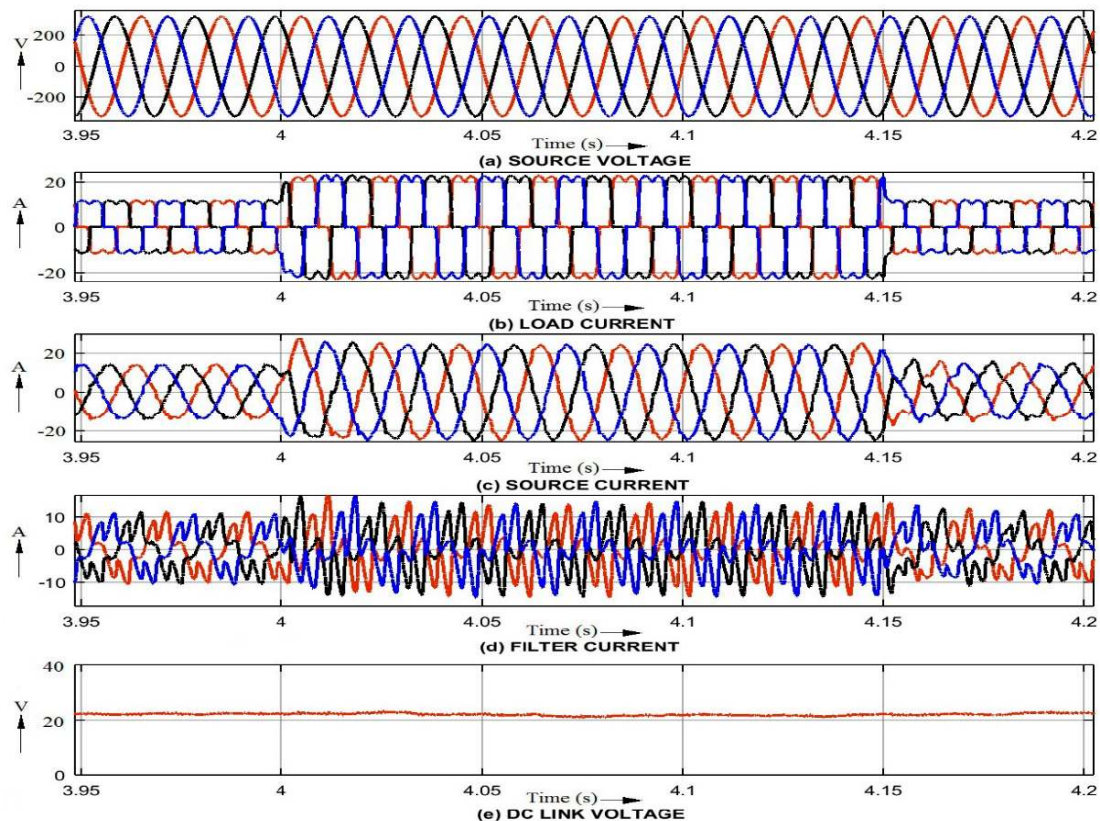 V
200
0
-200
3.95 4 4.05 4.1 4.15 4.2
Time (s)
(a) SOURCE VOLTAGE
A
20
0
-20
3.95 4 4.05 4.1 4.15 4.2
Time (s)
(b) LOAD CURRENT
A
20
0
-20
3.95 4 4.05 4.1 4.15 4.2
Time (s)
(c) SOURCE CURRENT
A
10
0
-10
3.95 4 4.05 4.1 4.15 4.2
Time (s)
(d) FILTER CURRENT
V
40
20
0
3.95 4 4.05 4.1 4.15 4.2
Time (s)
(e) DC LINK VOLTAGE